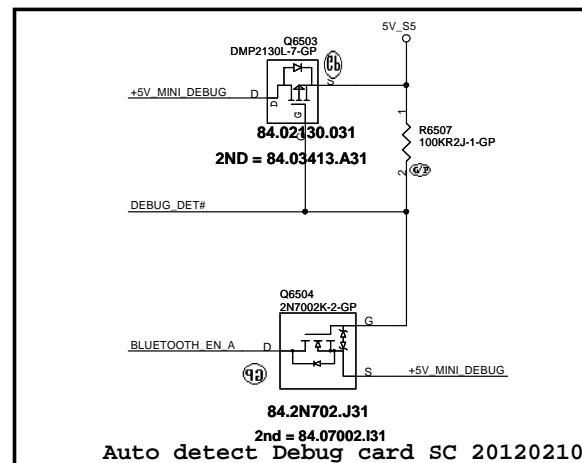 5V_S5
Q6503
DMP2130L-7-GP
+5V_MINI_DEBUG
D
D
S
G
G
84.02130.031
2ND = 84.03413.A31
1
R6507
100KR2J-1-GP
2
DEBUG_DET#
Q6504
2N7002K-2-GP
G
BLUETOOTH_EN_A
D
S
+5V_MINI_DEBUG
84.2N702.J31
2nd = 84.07002.I31
Auto detect Debug card SC 20120210